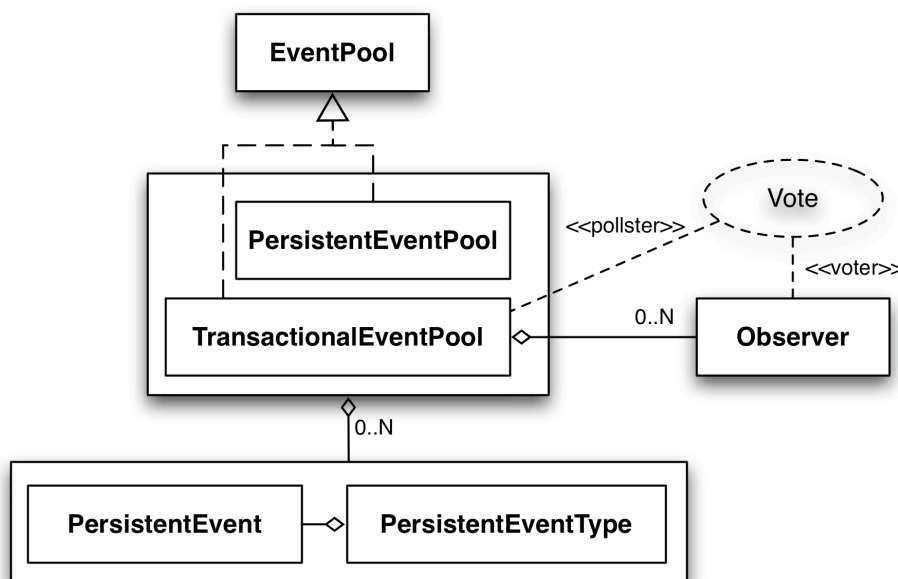 EventPool
Vote
<<pollster>>
PersistentEventPool
<<voter>>
0..N
TransactionalEventPool
Observer
0..N
PersistentEvent
PersistentEventType